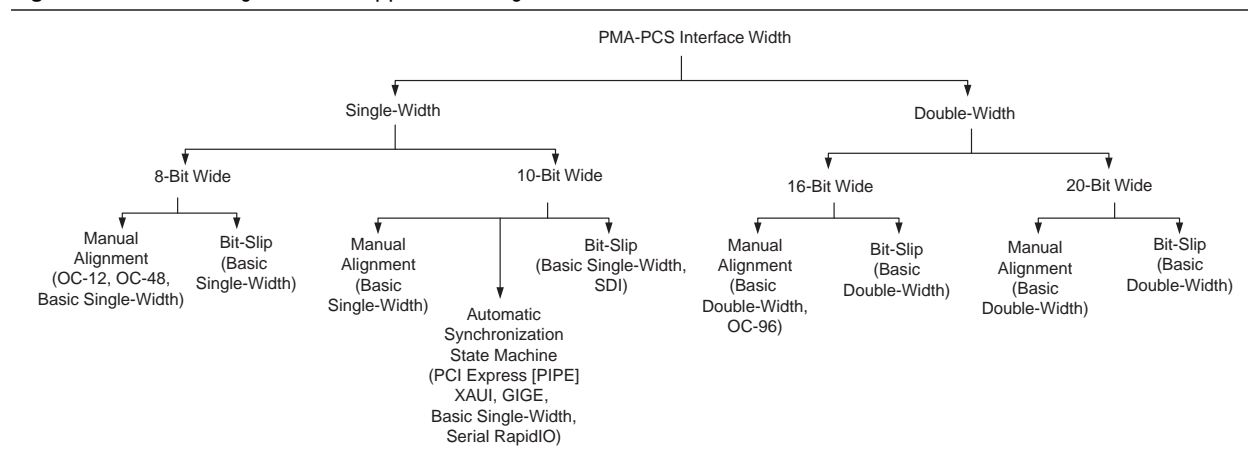 PMA-PCS Interface Width
Single-Width
Double-Width
8-Bit Wide
10-Bit Wide
16-Bit Wide
20-Bit Wide
Manual
Alignment
(OC-12, OC-48,
Basic Single-Width)
Bit-Slip
(Basic
Single-Width)
Manual
Alignment
(Basic
Single-Width)
Automatic
Synchronization
State Machine
(PCI Express [PIPE]
XAUI, GIGE,
Basic Single-Width,
Serial RapidIO)
Bit-Slip
(Basic Single-Width,
SDI)
Manual
Alignment
(Basic
Double-Width,
OC-96)
Bit-Slip
(Basic
Double-Width)
Manual
Alignment
(Basic
Double-Width)
Bit-Slip
(Basic
Double-Width)